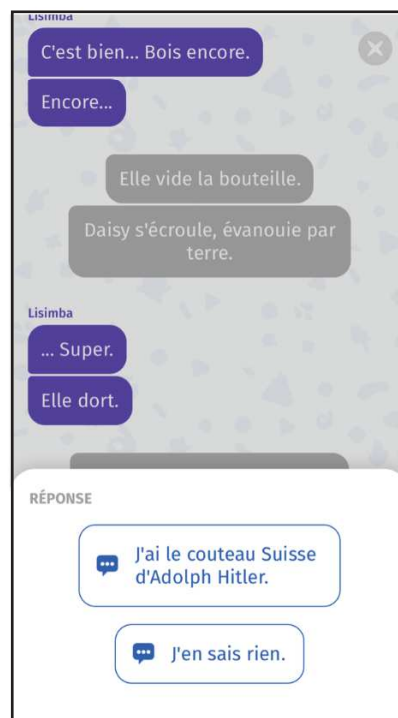 Lisimba
C'est bien... Bois encore.
Encore...
Elle vide la bouteille.
Daisy s'écroule, évanouie par
terre.
Lisimba
... Super.
Elle dort.
RÉPONSE
J'ai le couteau Suisse
d'Adolph Hitler.
J'en sais rien.